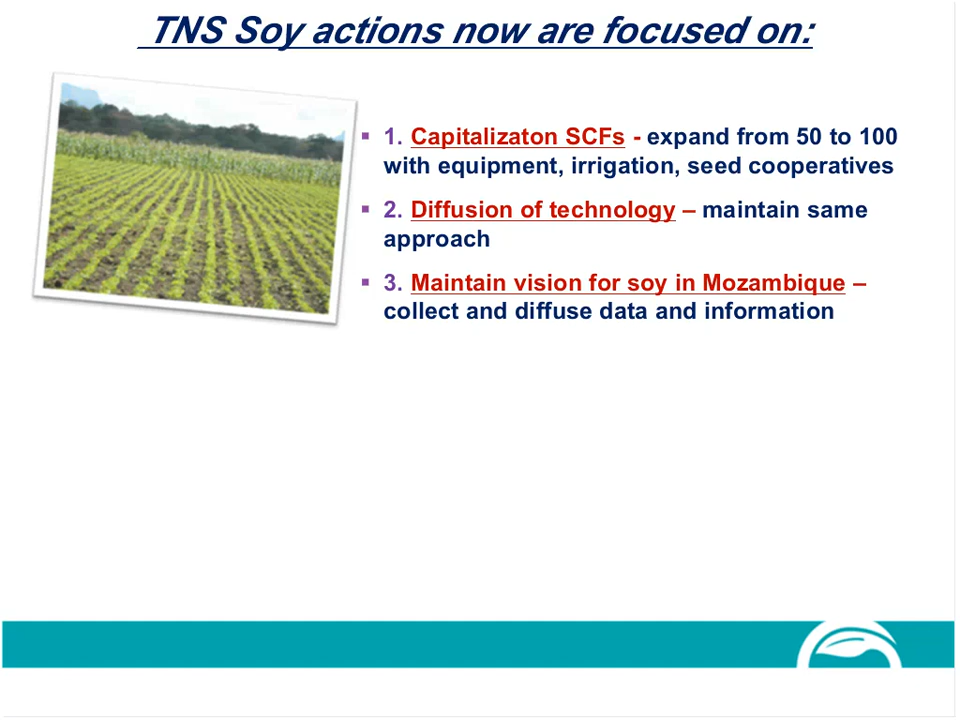 TNS Soy actions now are focused on:
▪ 1. Capitalizaton SCFs - expand from 50 to 100
with equipment, irrigation, seed cooperatives
▪ 2. Diffusion of technology – maintain same
approach
▪ 3. Maintain vision for soy in Mozambique –
collect and diffuse data and information